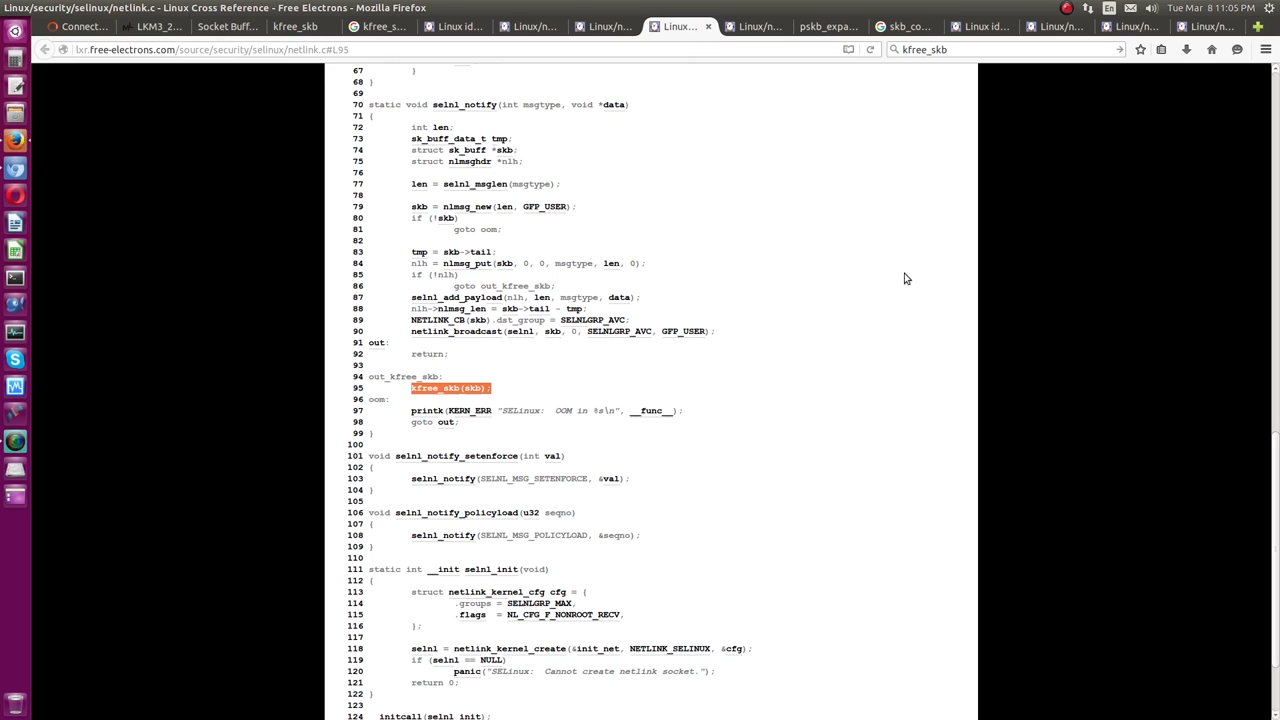 Linux/security/selinux/netlink.c - Linux Cross Reference - Free Electrons - Mozilla Firefox
En
Tue Mar 8 11:05 PM
Connect...
LKM3_2...
Socket Buff...
kfree_skb
kfree_s...
Linux id...
Linux/n...
Linux/n...
Linux...
Linux/n...
pskb_expa...
skb_co...
Linux id...
Linux/n...
Linux/n...
Linux/n...
lxr.free-electrons.com/source/security/selinux/netlink.c#L95
kfree_skb
67 }
68 }
69
70 static void selnl_notify(int msgtype, void *data)
71 {
72 int len;
73 sk_buff_data_t tmp;
74 struct sk_buff *skb;
75 struct nlmsghdr *nlh;
76
77 len = selnl_msglen(msgtype);
78
79 skb = nlmsg_new(len, GFP_USER);
80 if (!skb)
81 goto oom;
82
83 tmp = skb->tail;
84 nlh = nlmsg_put(skb, 0, 0, msgtype, len, 0);
85 if (!nlh)
86 goto out_kfree_skb;
87 selnl_add_payload(nlh, len, msgtype, data);
88 nlh->nlmsg_len = skb->tail - tmp;
89 NETLINK_CB(skb).dst_group = SELNLGRP_AVC;
90 netlink_broadcast(selnl, skb, 0, SELNLGRP_AVC, GFP_USER);
91 out:
92 return;
93
94 out_kfree_skb:
95 kfree_skb(skb);
96 oom:
97 printk(KERN_ERR "SELinux:  OOM in %s\n", __func__);
98 goto out;
99 }
100
101 void selnl_notify_setenforce(int val)
102 {
103 selnl_notify(SELNL_MSG_SETENFORCE, &val);
104 }
105
106 void selnl_notify_policyload(u32 seqno)
107 {
108 selnl_notify(SELNL_MSG_POLICYLOAD, &seqno);
109 }
110
111 static int __init selnl_init(void)
112 {
113 struct netlink_kernel_cfg cfg = {
114 .groups = SELNLGRP_MAX,
115 .flags  = NL_CFG_F_NONROOT_RECV,
116 };
117
118 selnl = netlink_kernel_create(&init_net, NETLINK_SELINUX, &cfg);
119 if (selnl == NULL)
120 panic("SELinux:  Cannot create netlink socket.");
121 return 0;
122 }
123
124 __initcall(selnl_init);